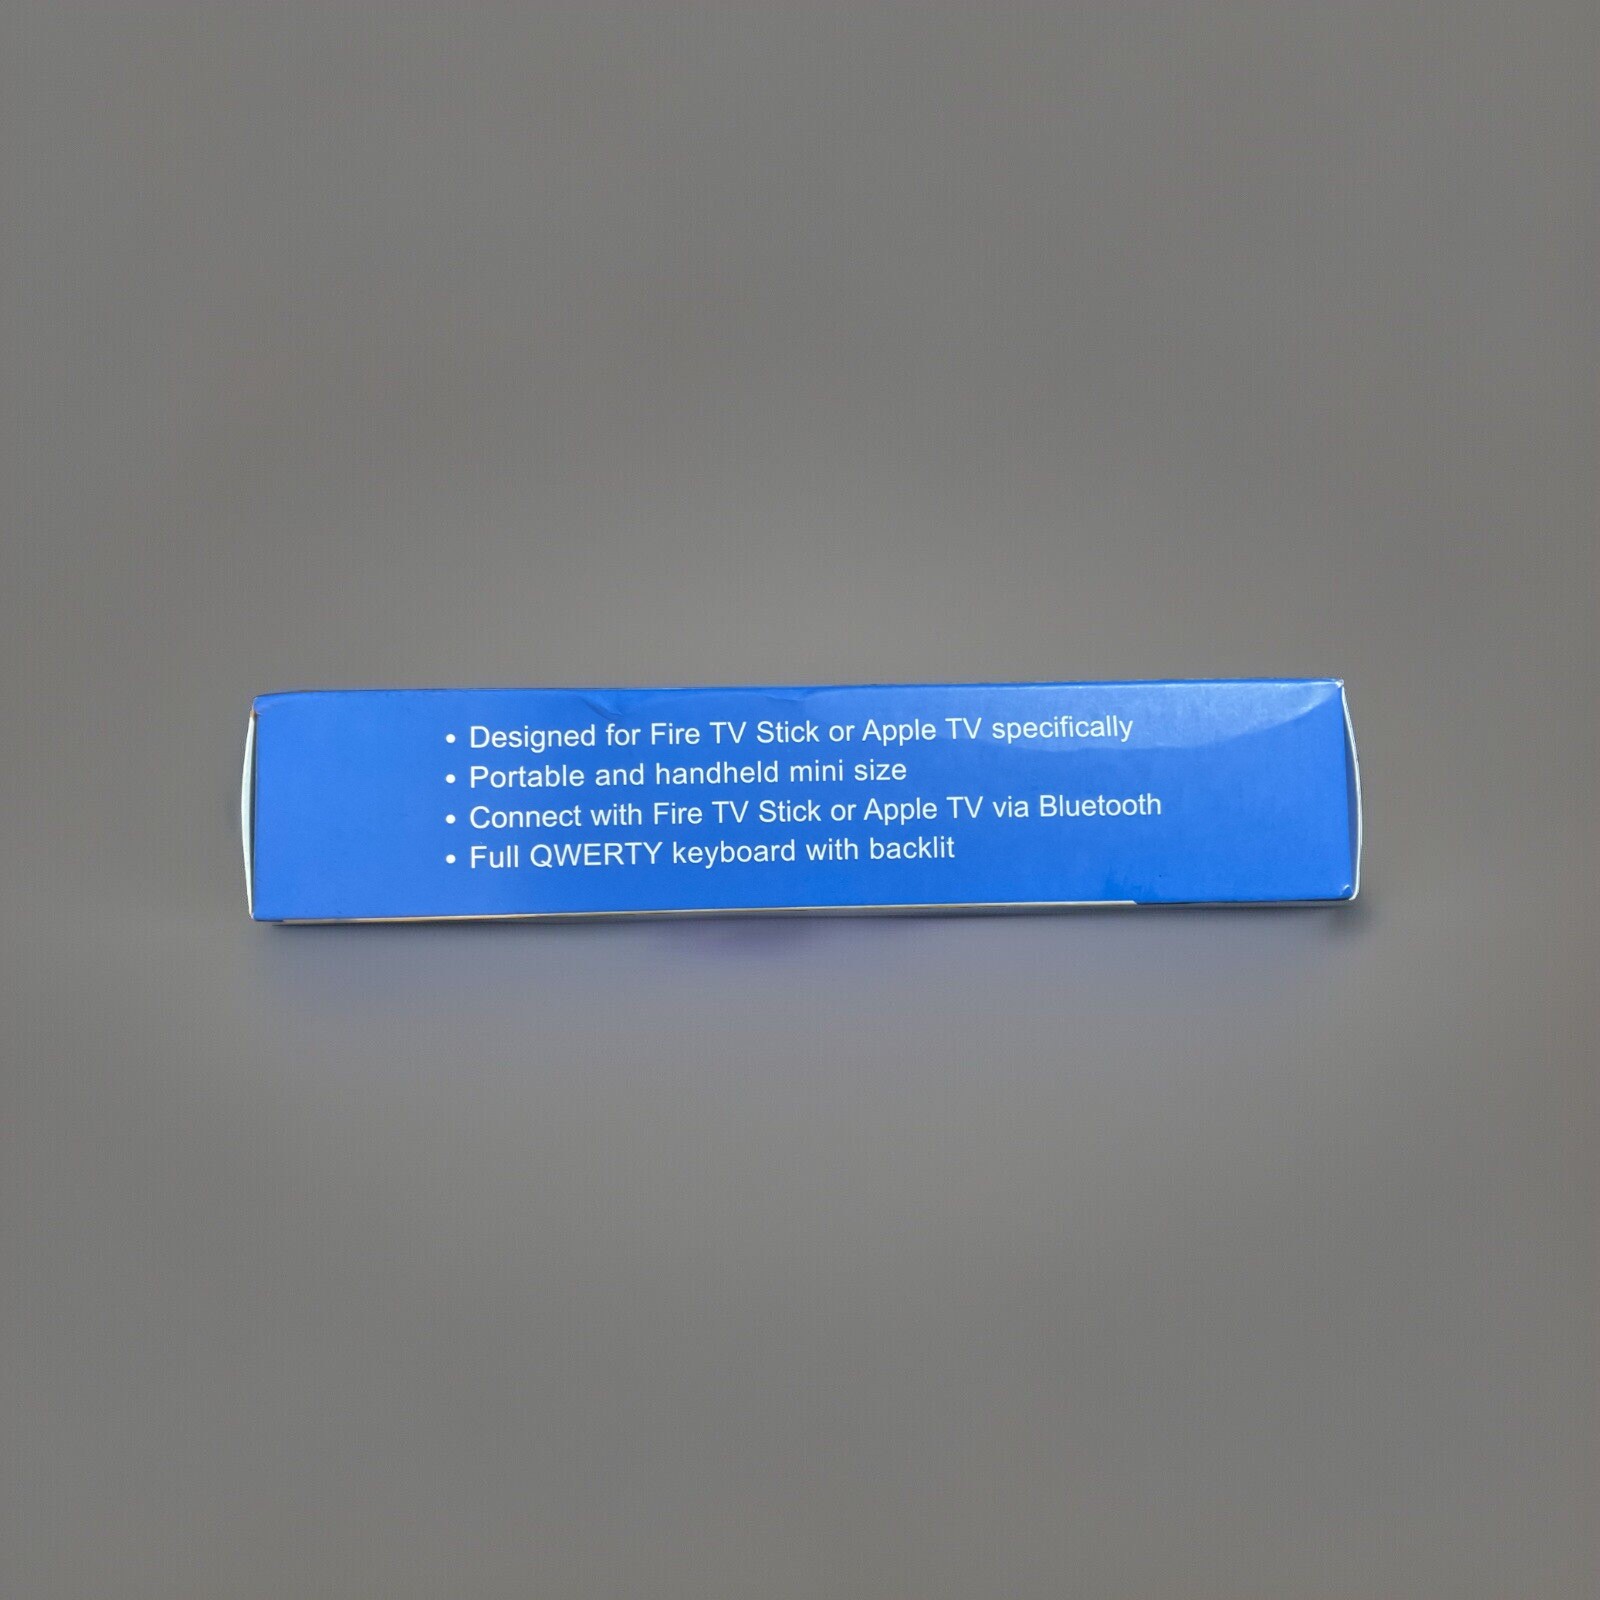 • Designed for Fire TV Stick or Apple TV specifically
• Portable and handheld mini size
• Connect with Fire TV Stick or Apple TV via Bluetooth
• Full QWERTY keyboard with backlit